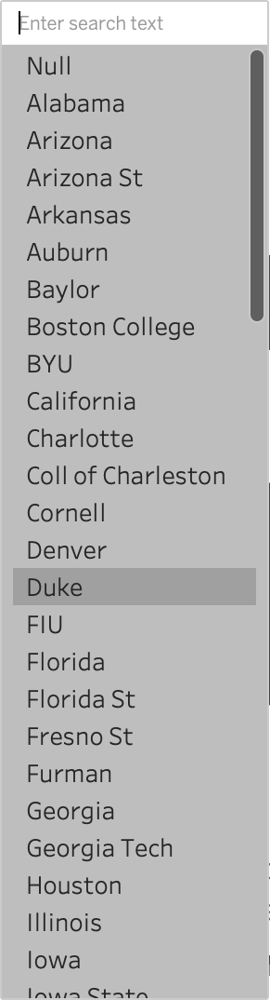 Enter search text
Null
Alabama
Arizona
Arizona St
Arkansas
Auburn
Baylor
Boston College
BYU
California
Charlotte
Coll of Charleston
Cornell
Denver
Duke
FIU
Florida
Florida St
Fresno St
Furman
Georgia
Georgia Tech
Houston
Illinois
Iowa
Iowa State